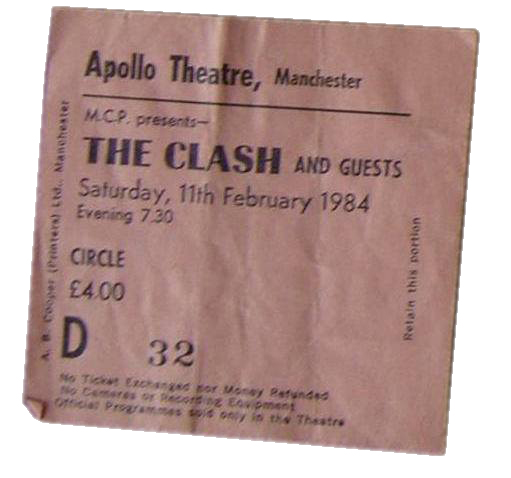 Apollo Theatre, Manchester
M.C.P. presents—
THE CLASH AND GUESTS
Saturday, 11th February 1984
Evening 7.30
CIRCLE
£4.00
D 32
No Ticket Exchanged nor Money Refunded
No Cameras or Recording Equipment
Official Programmes sold only in the Theatre
A. B. Cooper (Printers) Ltd., Manchester
Retain this portion